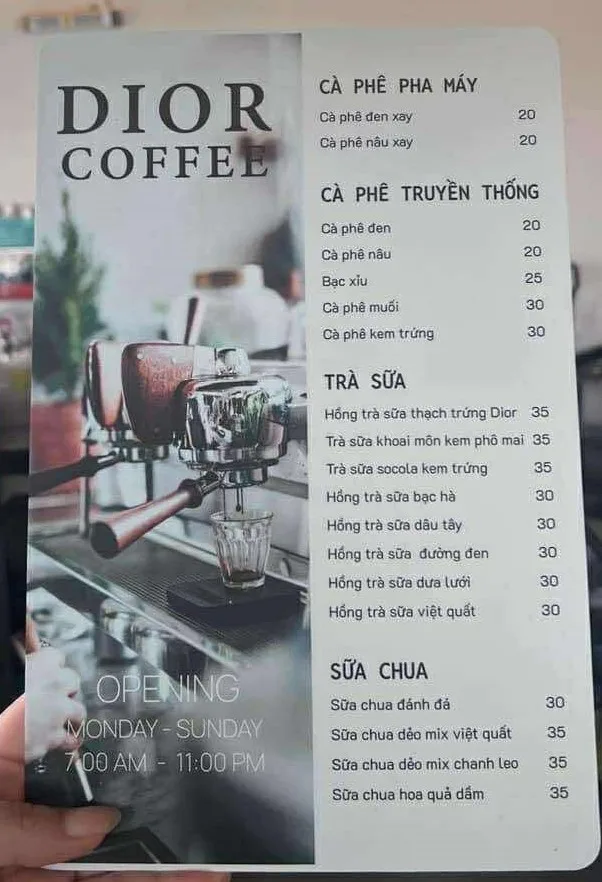 DIOR
COFFEE
OPENING
MONDAY - SUNDAY
7:00 AM - 11:00 PM
CÀ PHÊ PHA MÁY
Cà phê đen xay 20
Cà phê nâu xay 20
CÀ PHÊ TRUYỀN THỐNG
Cà phê đen 20
Cà phê nâu 20
Bạc xỉu 25
Cà phê muối 30
Cà phê kem trứng 30
TRÀ SỮA
Hồng trà sữa thạch trứng Dior 35
Trà sữa khoai môn kem phô mai 35
Trà sữa socola kem trứng 35
Hồng trà sữa bạc hà 30
Hồng trà sữa dâu tây 30
Hồng trà sữa đường đen 30
Hồng trà sữa dưa lưới 30
Hồng trà sữa việt quất 30
SỮA CHUA
Sữa chua đánh đá 30
Sữa chua dẻo mix việt quất 35
Sữa chua dẻo mix chanh leo 35
Sữa chua hoa quả dầm 35